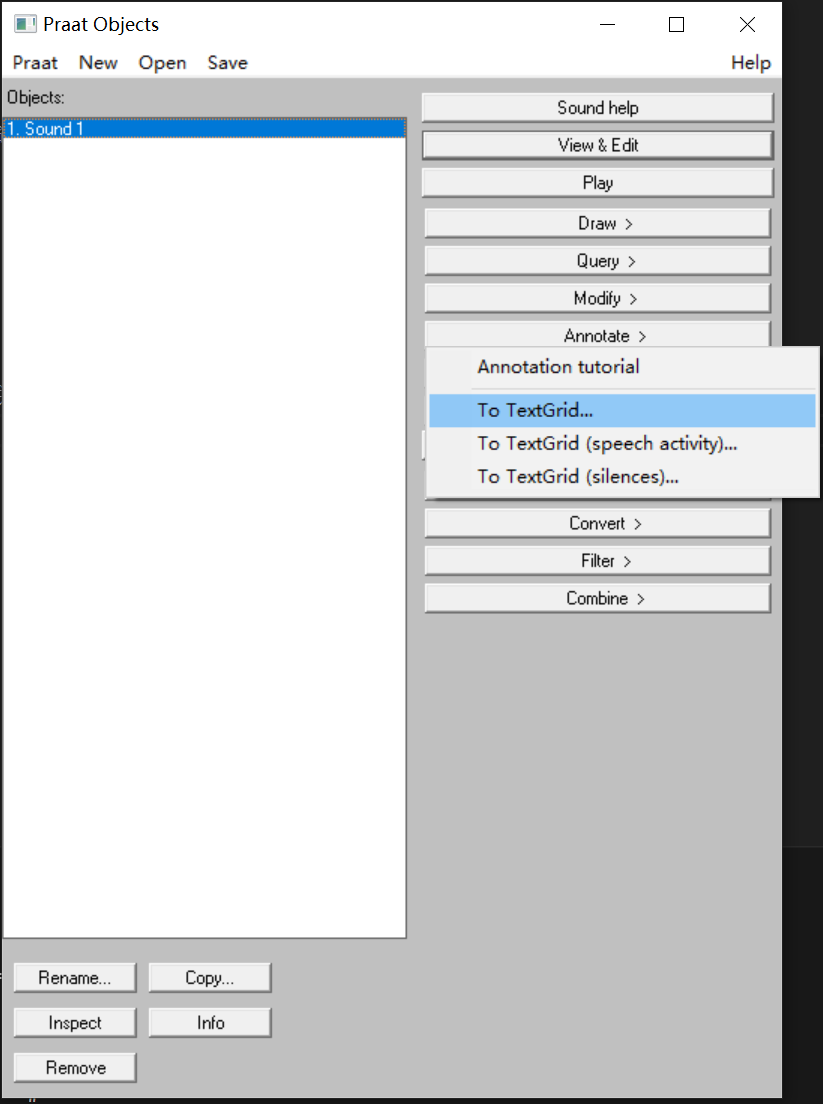 Praat Objects
Praat New Open Save Help
Objects:
1. Sound 1
Sound help
View & Edit
Play
Draw >
Query >
Modify >
Annotate >
Annotation tutorial
To TextGrid...
To TextGrid (speech activity)...
To TextGrid (silences)...
Convert >
Filter >
Combine >
Rename... Copy...
Inspect Info
Remove